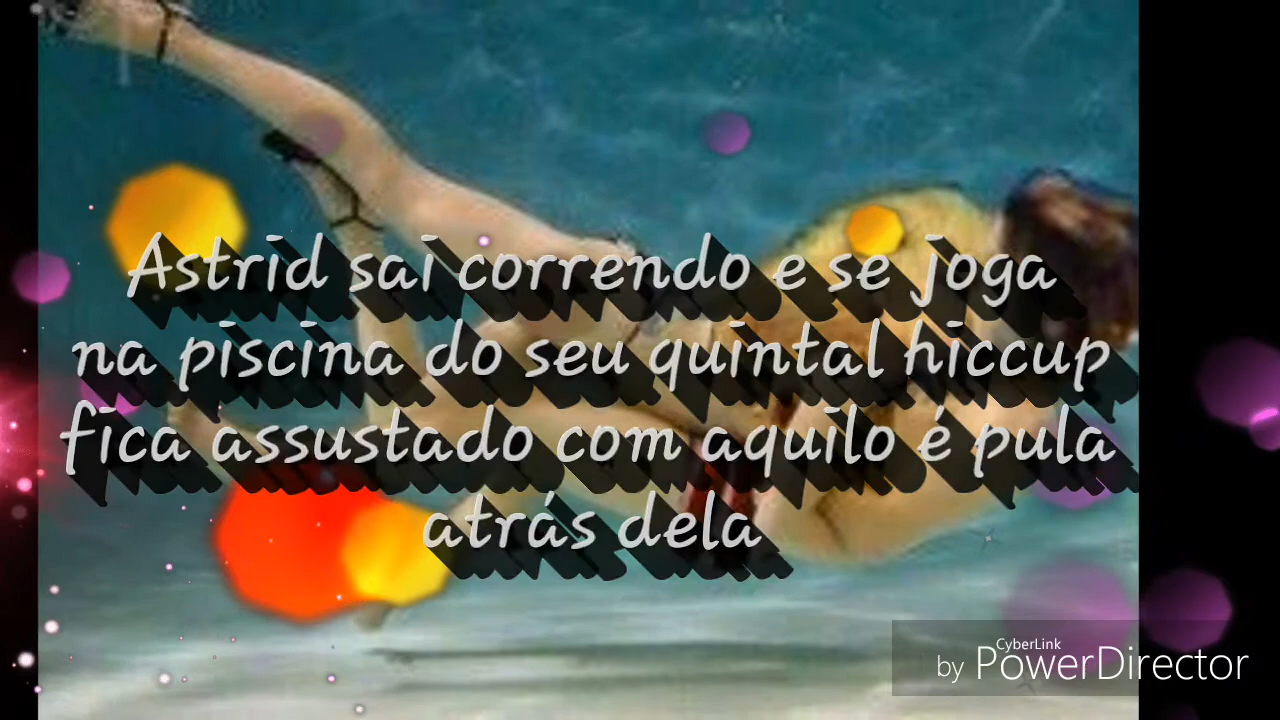 Astrid sai correndo e se joga
na piscina do seu quintal hiccup
fica assustado com aquilo é pula
atrás dela
CyberLink
by PowerDirector